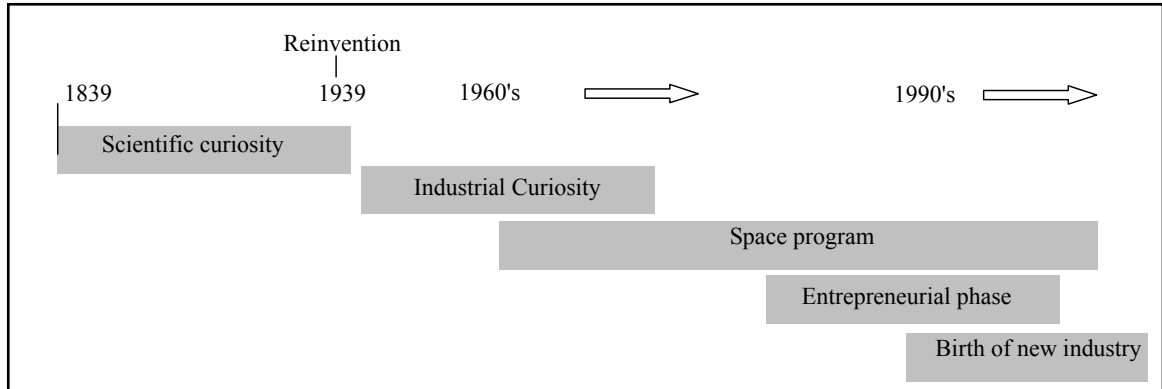 Reinvention
1839 1939 1960's 1990's
Scientific curiosity
Industrial Curiosity
Space program
Entrepreneurial phase
Birth of new industry